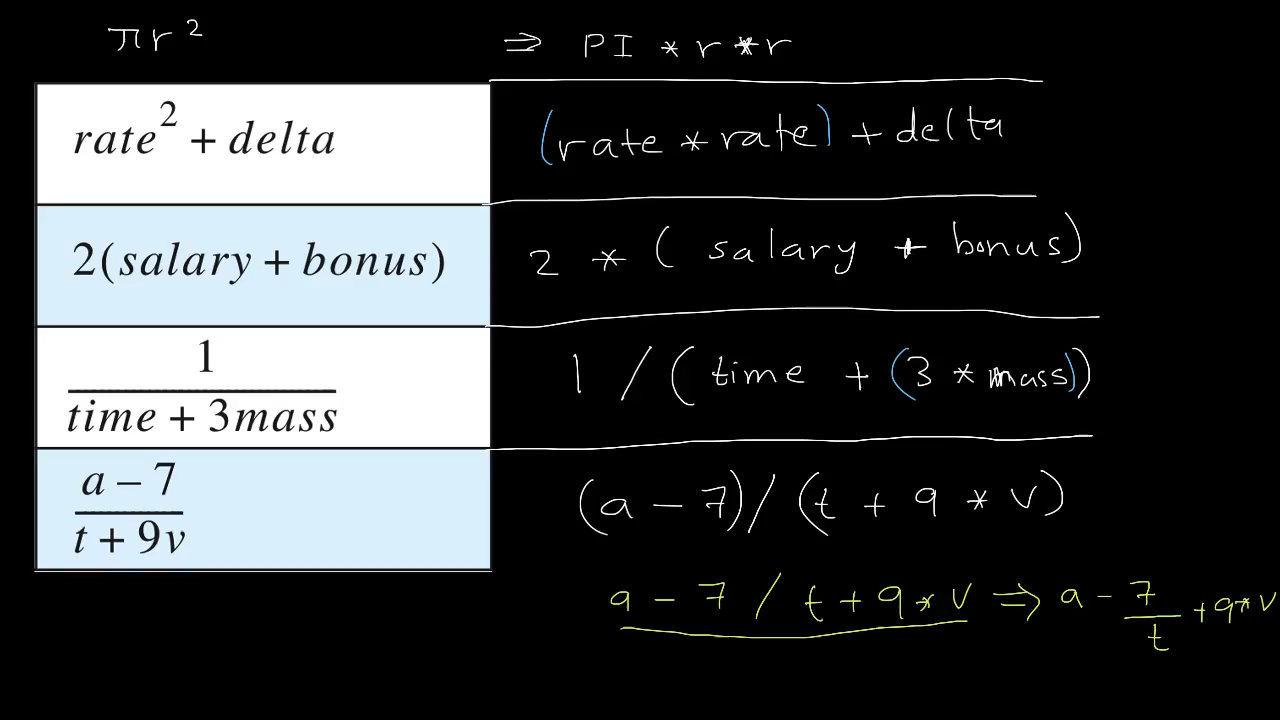 πr² ⇒ PI * r * r
rate² + delta
(rate * rate) + delta
2(salary + bonus)
2 * ( salary + bonus)
1
time + 3mass
1 / ( time + (3 * mass))
a – 7
t + 9v
(a - 7) / (t + 9 * v)
a - 7 / t + 9 * v ⇒ a - 7/t + 9 * v